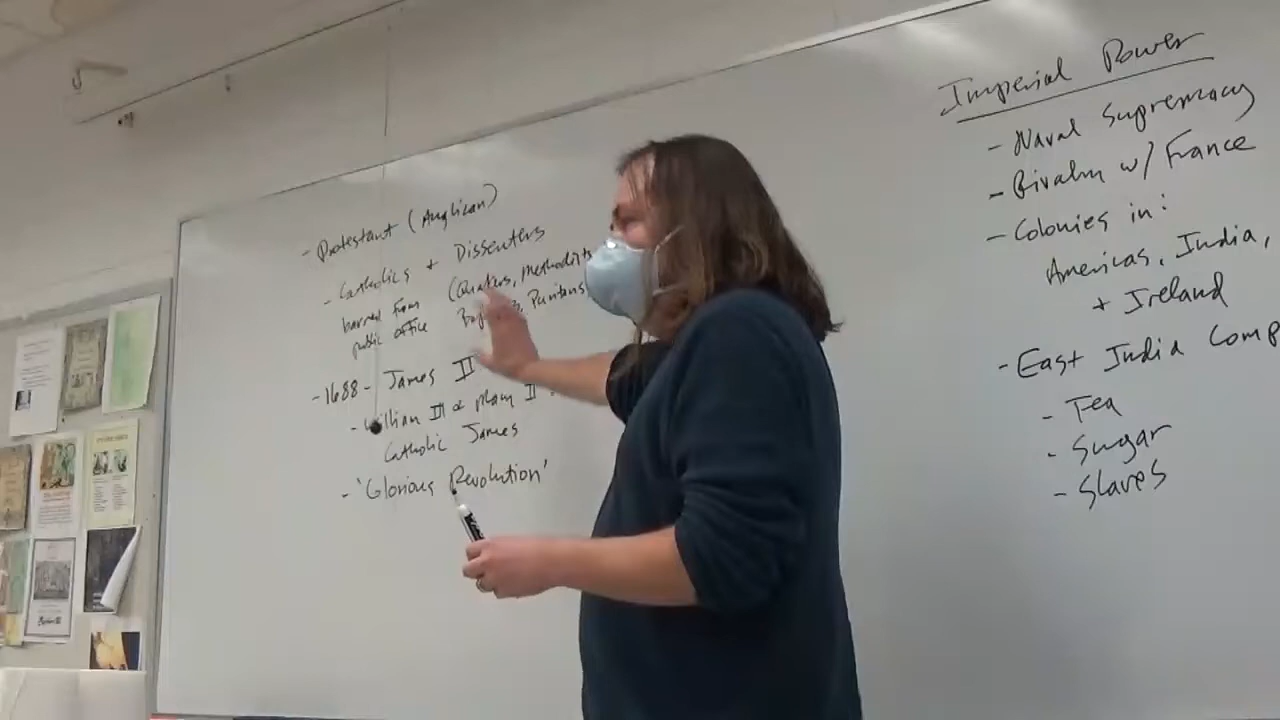 - Protestant (Anglican)
- Catholics + Dissenters
barred from (Quakers, Methodists
public office Puritans
- 1688 - James II
- William III & Mary II
Catholic James
- 'Glorious Revolution'
Imperial Power
- Naval Supremacy
- Rivalry w/ France
- Colonies in:
Americas, India,
+ Ireland
- East India Comp
- Tea
- Sugar
- Slaves